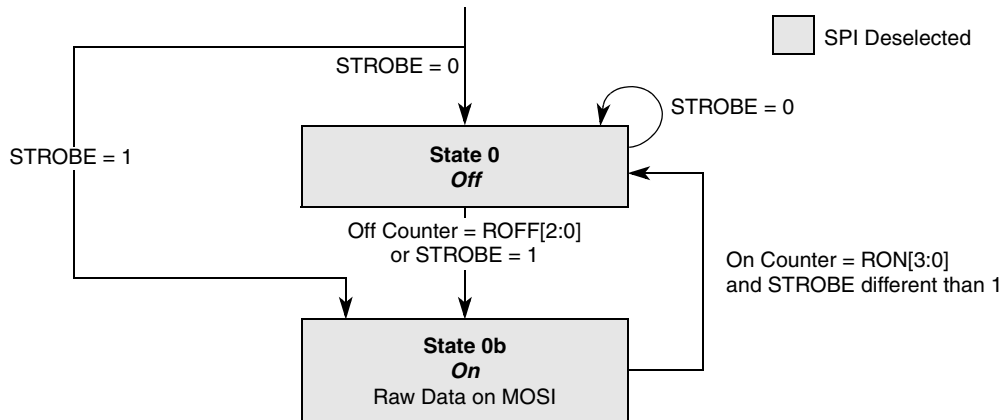 SPI Deselected
STROBE = 0
STROBE = 0
STROBE = 1
State 0
Off
Off Counter = ROFF[2:0]
or STROBE = 1
On Counter = RON[3:0]
and STROBE different than 1
State 0b
On
Raw Data on MOSI